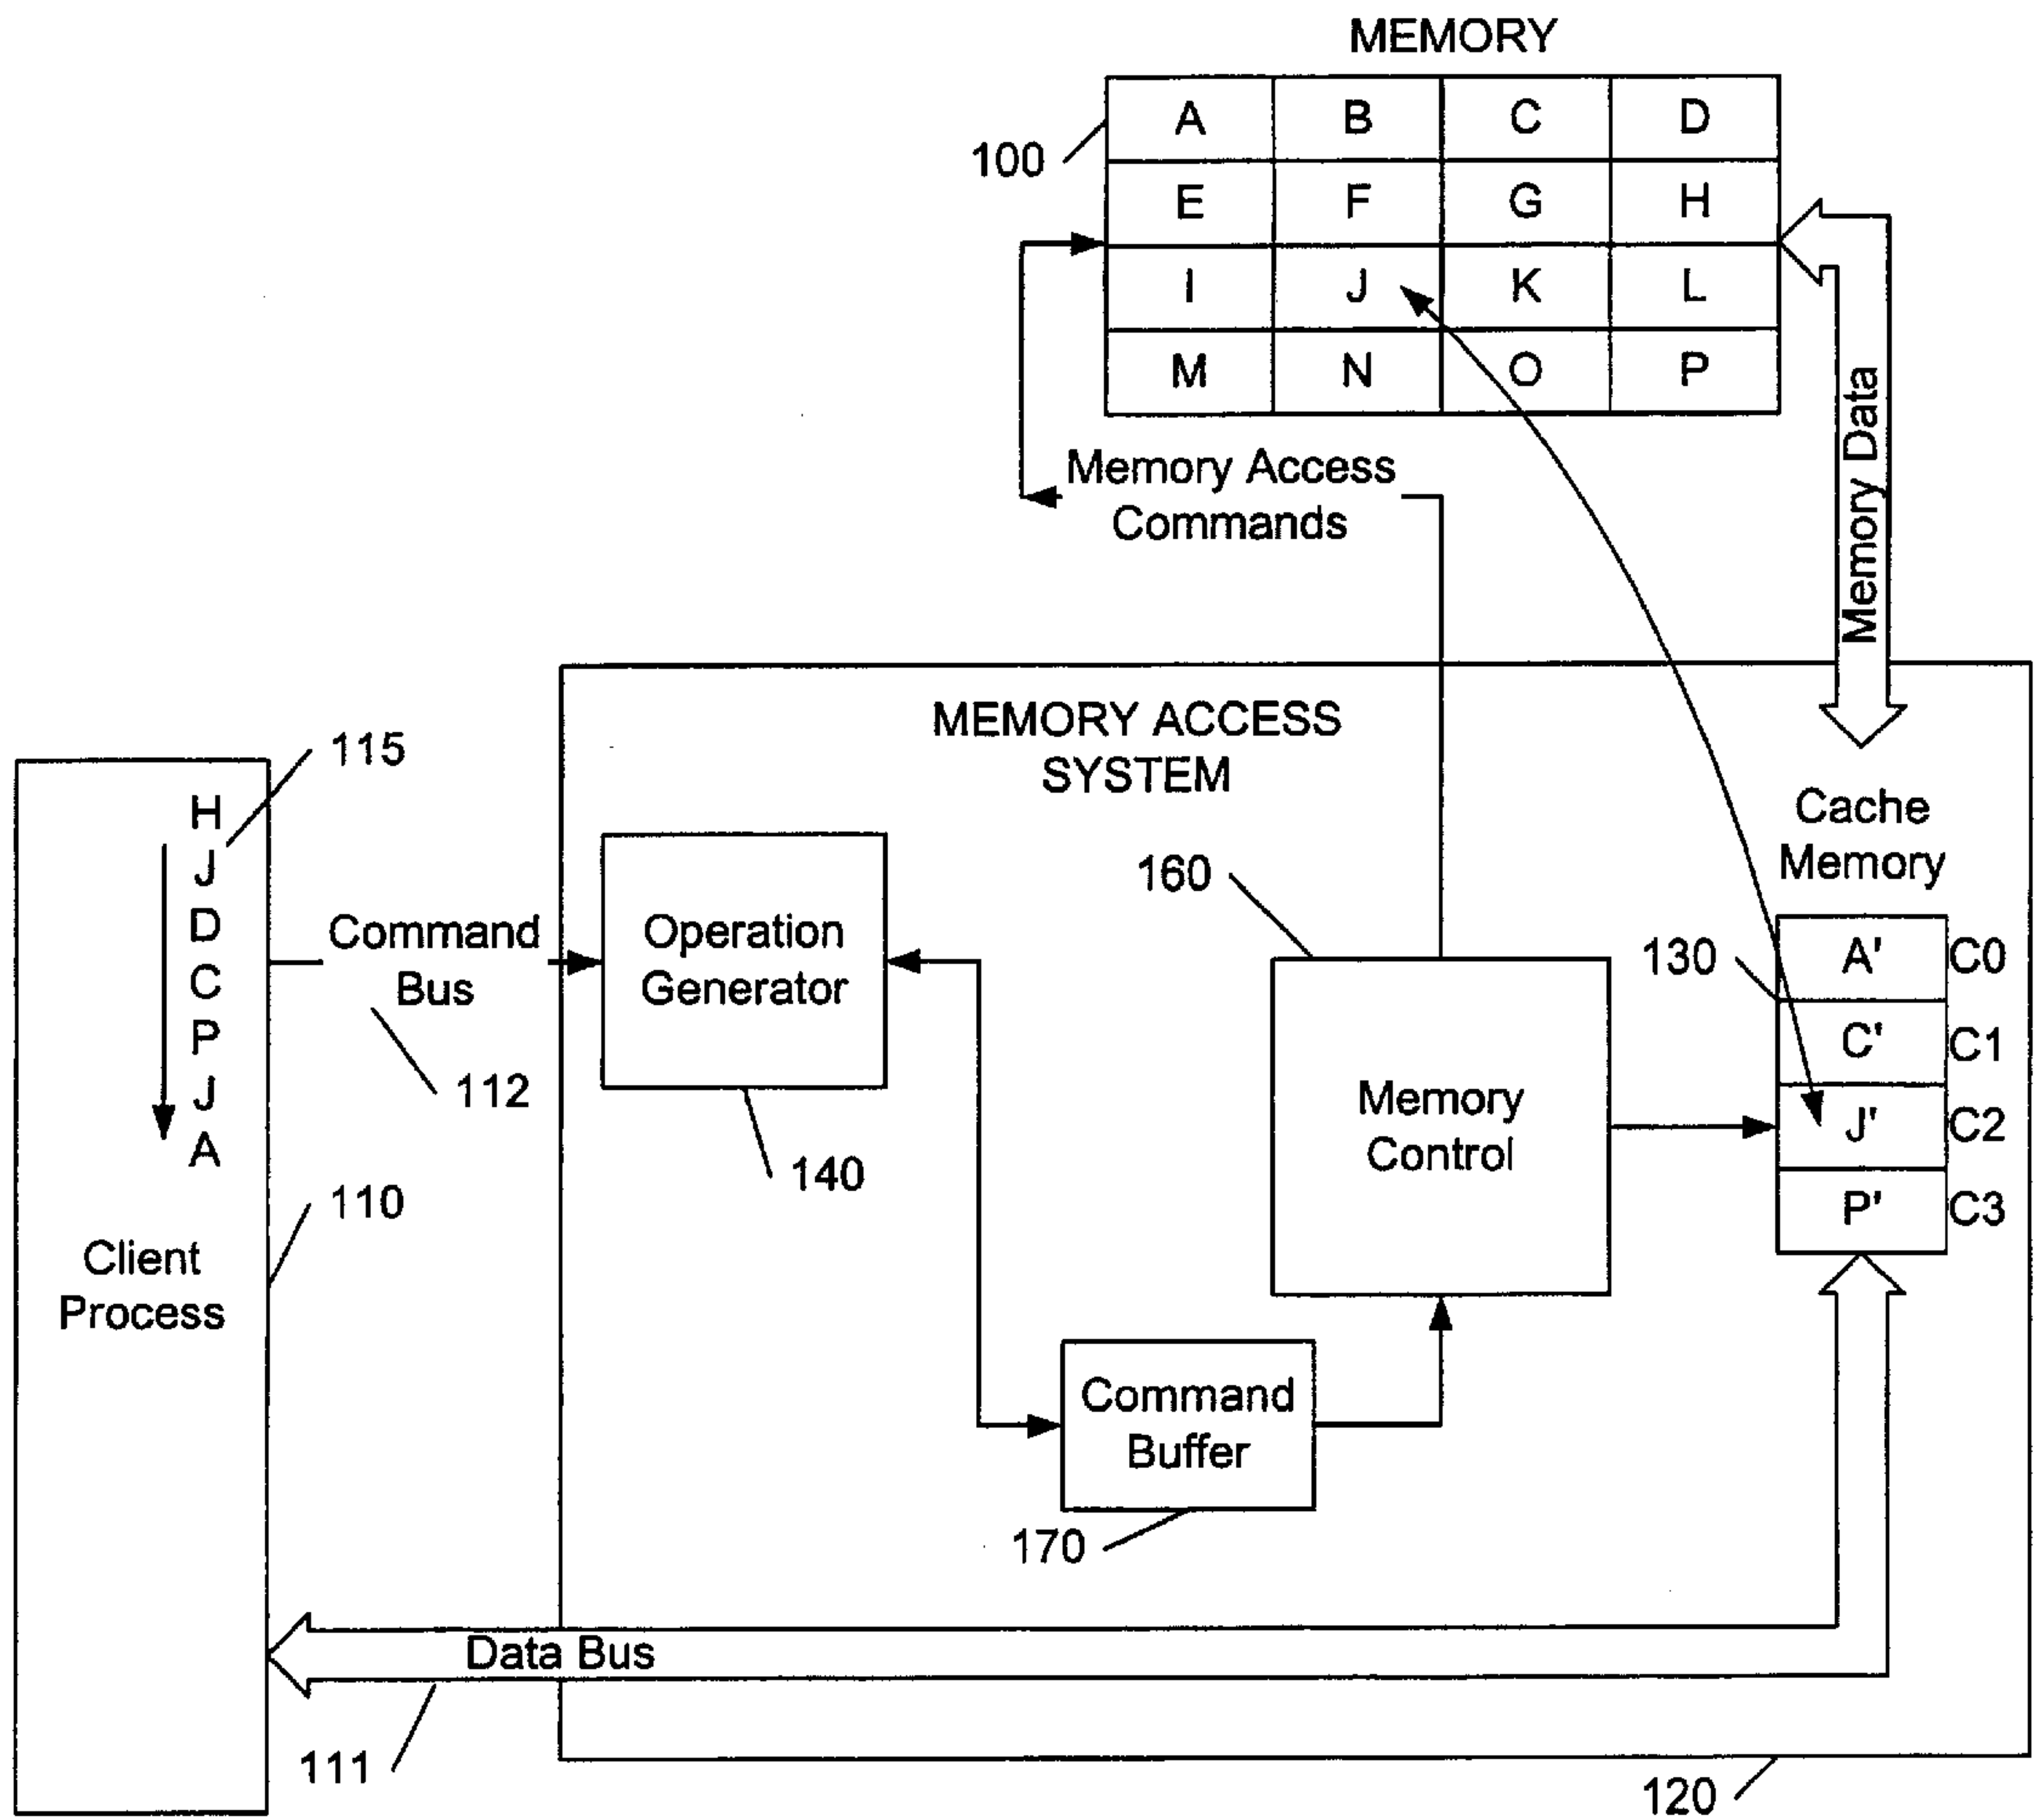 MEMORY
A B C D
100
E F G H
I J K L
M N O P
Memory Access
Commands
Memory Data
MEMORY ACCESS
SYSTEM
115
H
J
D
C
P
J
A
Command
Bus
112
Operation
Generator
140
160
Memory
Control
Cache
Memory
130
A' C0
C' C1
J' C2
P' C3
110
Client
Process
Command
Buffer
170
Data Bus
111
120